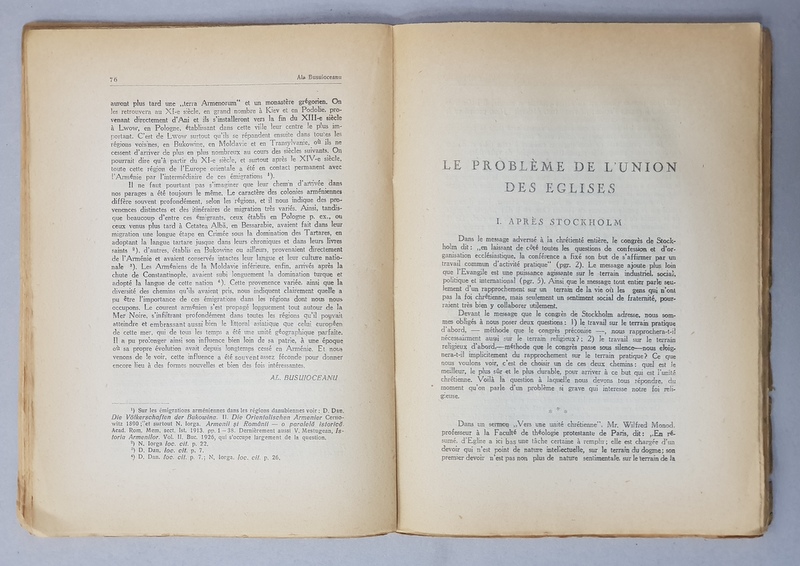 76
Ala Bussioceanu
auront plus tard une „terra Armenorum" et un monastère grégorien. On
les retrouvera au XI-e siècle, en grand nombre à Kiev et en Podolie, pro-
venant directement d'Ani et ils s'installeront vers la fin du XIII-e siècle
à Lwow, en Pologne, établissant dans cette ville leur centre le plus im-
portant. C'est de Lwow surtout qu'ils se répandent ensuite dans toutes les
régions voisines, en Bukowine, en Moldavie et en Transylvanie, où ils ne
cessent d'arriver de plus en plus nombreux au cours des siècles suivants. On
pourrait dire qu'à partir du XI-e siècle, et surtout après le XIV-e siècle,
toute cette région de l'Europe orientale a été en contact permanent avec
l'Arménie par l'intermédiaire de ces émigrations ¹).
Il ne faut pourtant pas s'imaginer que leur chemin d'arrivée dans
nos parages a été toujours le même. Le caractère des colonies arméniennes
diffère souvent profondément, selon les régions, et il nous indique des pro-
venences distinctes et des itinéraires de migration très variés. Ainsi, tandis-
que beaucoup d'entre ces émigrants, ceux établis en Pologne p. ex., ou
ceux venus plus tard à Cetatea Albă, en Bessarabie, avaient fait dans leur
migration une longue étape en Crimée sous la domination des Tartares, en
adoptant la langue tartare jusque dans leurs chroniques et dans leurs livres
saints ²), d'autres, établis en Bukowine ou ailleurs, provenaient directement
de l'Arménie et avaient conservés intactes leur langue et leur culture natio-
nale ³). Les Arméniens de la Moldavie inférieure, enfin, arrivés après la
chute de Constantinople, avaient subi longuement la domination turque et
adopté la langue de cette nation ⁴). Cette provenence variée, ainsi que la
diversité des chemins qu'ils avaient pris, nous indiquent clairement quelle a
pu être l'importance de ces émigrations dans les régions dont nous nous
occupons. Le courent arménien s'est propagé longuement tout autour de la
Mer Noire, s'infiltrant profondément dans toutes les régions qu'il pouvait
atteindre et embrassant aussi bien le littoral asiatique que celui européen
de cette mer, qui de tous les temps a été une unité géographique parfaite.
Il a pu prolonger ainsi son influence bien loin de sa patrie, à une époque
où sa propre évolution avait depuis longtemps cessé en Arménie. Et nous
venons de le voir, cette influence a été souvent assez féconde pour donner
encore lieu à des formes nouvelles et bien des fois intéressantes.
AL. BUSUIOCEANU
¹) Sur les émigrations arméniennes dans les régions danubiennes voir: D. Dan,
Die Völkerschaften der Bukowina. II. Die Orientalischen Armenier Cerno-
witz 1890; et surtout N. Iorga. Armenii și Românii — o paralelă istorică.
Arad. Rom. Mem. sect. ist. 1913. pp. 1—38. Dernièrement aussi V. Mestugean, Is-
toria Armenilor. Vol. II. Buc. 1926, qui s'occupe largement de la question.
²) N. Iorga loc. cit. p. 22.
³) D. Dan. loc. cit. p. 7.
⁴) D. Dan. loc. cit. p. 7.; N. Iorga. loc. cit. p. 26.
LE PROBLÈME DE L'UNION
DES EGLISES
I. APRÈS STOCKHOLM
Dans le message adversé à la chrétienté entière, le congrès de Stock-
holm dit: „en laissant de côté toutes les questions de confession et d'or-
ganisation ecclésiastique, la conférence a fixé son but de s'affirmer par un
travail commun d'activité pratique" (pgr. 2). Le message ajoute plus loin
que l'Evangile est une puissance agissante sur le terrain industriel, social,
politique et international (pgr. 5). Ainsi que le message tout entier parle seu-
lement d'un rapprochement sur un terrain de la vie où les gens qui n'ont
pas la foi chrétienne, mais seulement un sentiment social de fraternité, pour-
raient très bien y collaborer utilement.
Devant le message que le congrès de Stockholm adresse, nous som-
mes obligés à nous poser deux questions: 1) le travail sur le terrain pratique
d'abord, — méthode que le congrès préconise —, nous rapprochera-t-il
nécessairement aussi sur le terrain religieux?; 2) le travail sur le terrain
religieux d'abord,— méthode que le congrès passe sous silence—nous eloig-
nera-t-il implicitement du rapprochement sur le terrain pratique? Ce que
nous voulons voir, c'est de choisir un de ces deux chemins: quel est le
meilleur, le plus sûr et le plus durable, pour arriver à ce but qui est l'unité
chrétienne. Voilà la question à laquelle nous devons tous répondre, du
moment qu'on parle d'un problème si grave qui interesse notre foi reli-
gieuse.
* * *
Dans un sermon „Vers une unité chrétienne", Mr. Wilfred Monod,
professeur à la Faculté de théologie protestante de Paris, dit: „En ré-
sumé, d'Eglise a ici bas une tâche certaine à remplir; elle est chargée d'un
devoir qui n'est point de nature intellectuelle, sur le terrain du dogme; son
premier devoir n'est pas non plus de nature sentimentale, sur le terrain de la